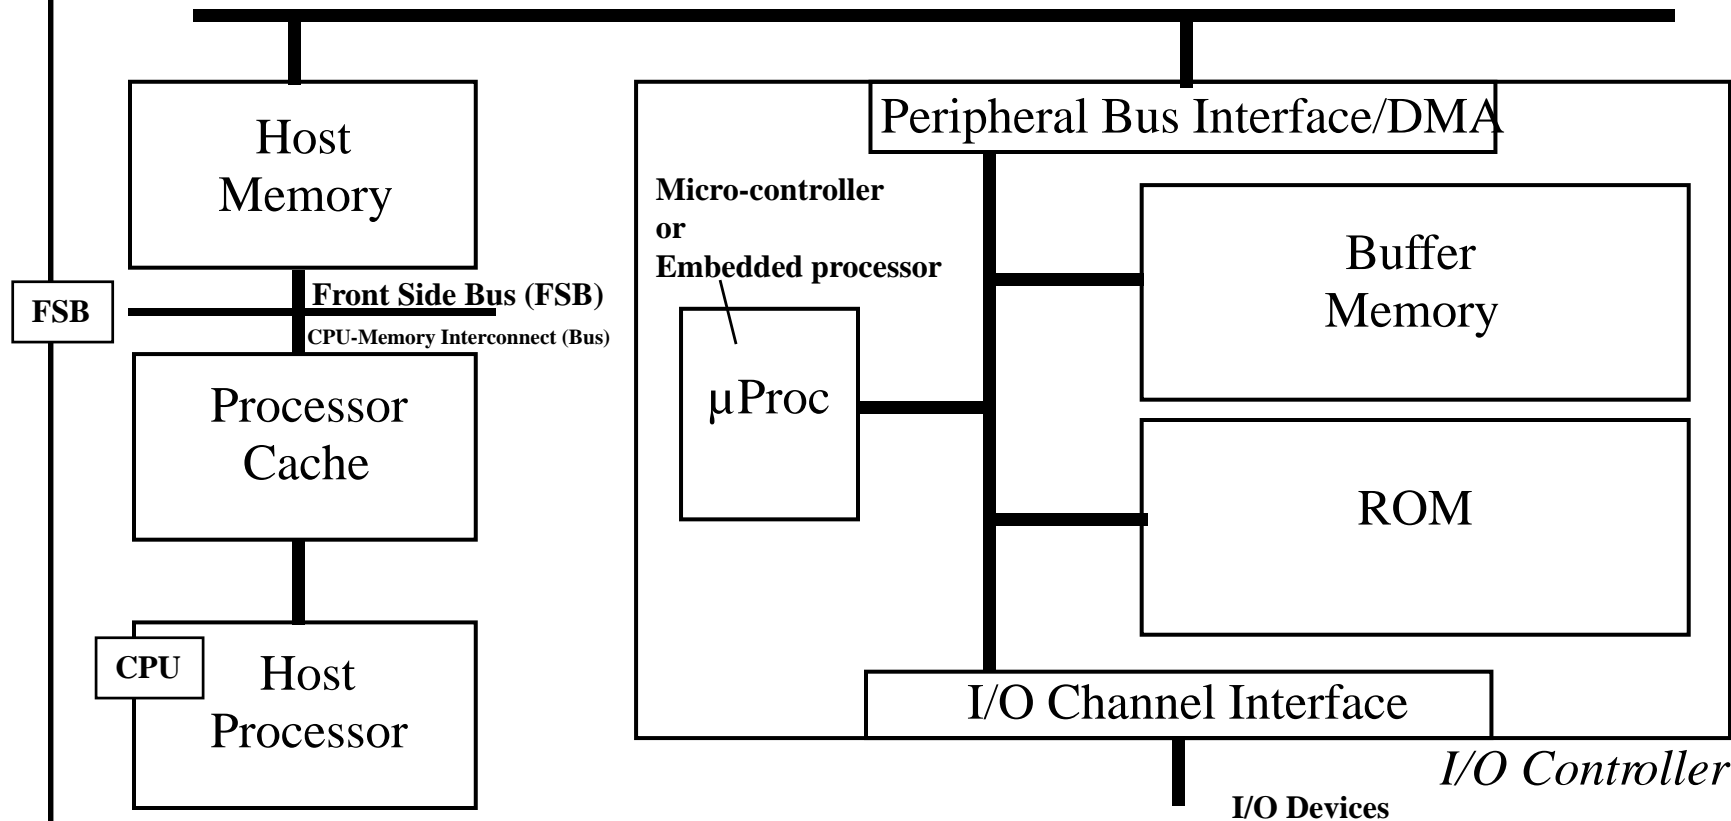 Host
Memory
FSB
Front Side Bus (FSB)
CPU-Memory Interconnect (Bus)
Processor
Cache
CPU
Host
Processor
Peripheral Bus Interface/DMA
Micro-controller
or
Embedded processor
µProc
Buffer
Memory
ROM
I/O Channel Interface
I/O Controller
I/O Devices